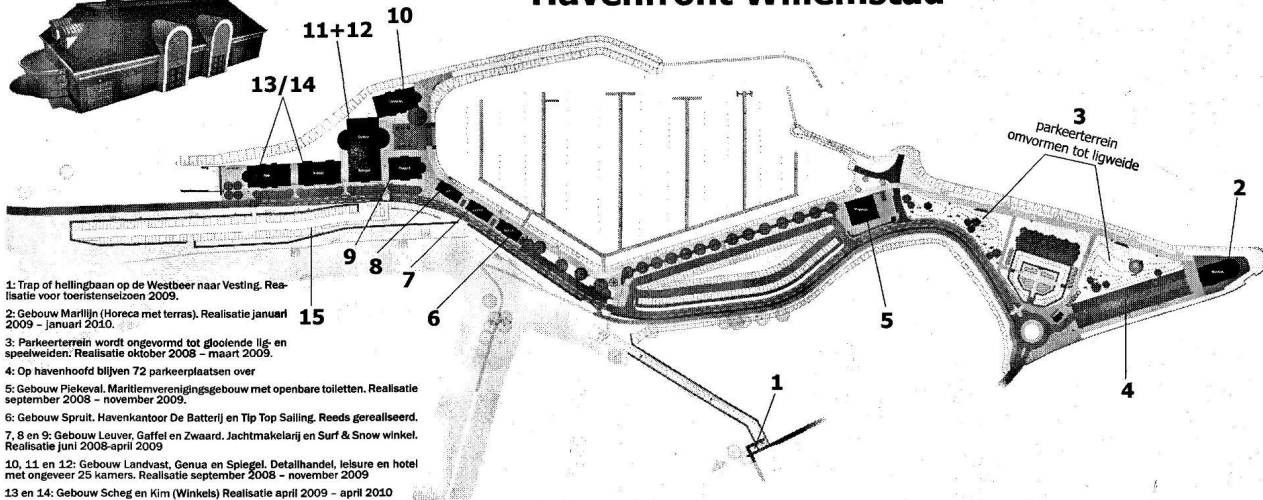 Havenfront Willemstad
10
11+12
13/14
3
parkeerterrein
omvormen tot ligweide
2
9
8
7
6
15
5
4
1
1: Trap of hellingbaan op de Westbeer naar Vesting. Rea-
lisatie voor toeristenseizoen 2009.
2: Gebouw Marilijn (Horeca met terras). Realisatie januari
2009 – januari 2010.
3: Parkeerterrein wordt ongevormd tot glooiende lig- en
speelweiden. Realisatie oktober 2008 – maart 2009.
4: Op havenhoofd blijven 72 parkeerplaatsen over
5: Gebouw Piekeval. Maritiemverenigingsgebouw met openbare toiletten. Realisatie
september 2008 – november 2009.
6: Gebouw Spruit. Havenkantoor De Batterij en Tip Top Sailing. Reeds gerealiseerd.
7, 8 en 9: Gebouw Leuver, Gaffel en Zwaard. Jachtmakelarij en Surf & Snow winkel.
Realisatie juni 2008-april 2009
10, 11 en 12: Gebouw Landvast, Genua en Spiegel. Detailhandel, leisure en hotel
met ongeveer 25 kamers. Realisatie september 2008 – november 2009
13 en 14: Gebouw Scheg en Kim (Winkels) Realisatie april 2009 – april 2010